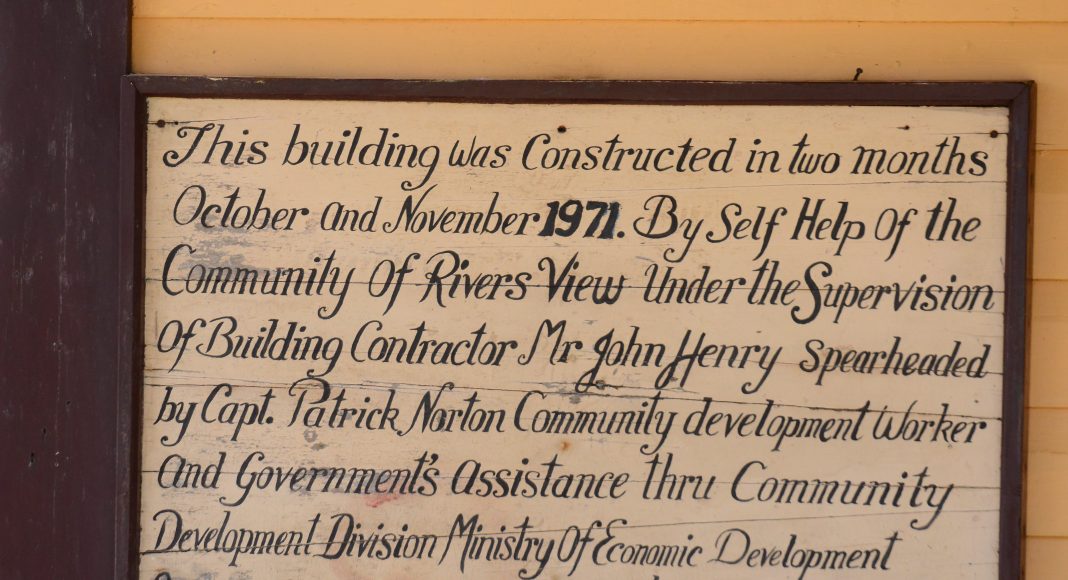 This building was Constructed in two months
October and November 1971. By Self Help Of the
Community Of Rivers View Under the Supervision
Of Building Contractor Mr John Henry Spearheaded
by Capt. Patrick Norton Community development Worker
and Government's assistance thru Community
Development Division Ministry Of Economic Development